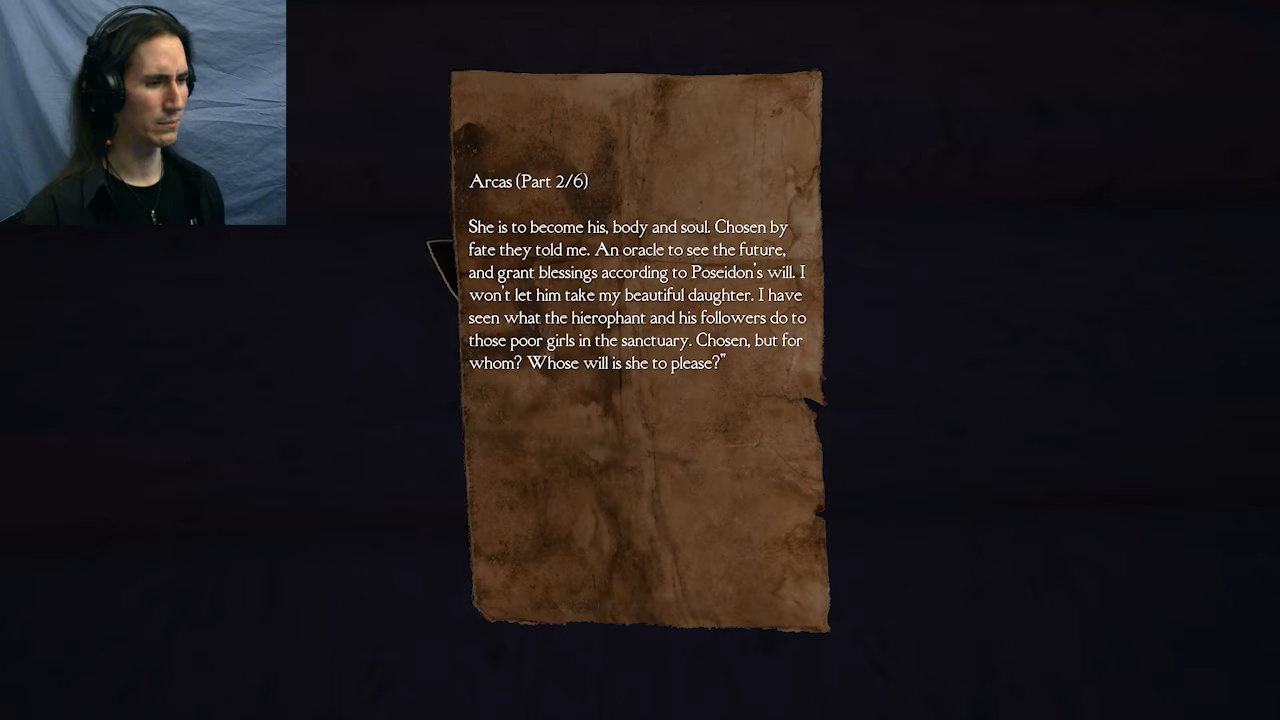 Arcas (Part 2/6)
She is to become his, body and soul. Chosen by
fate they told me. An oracle to see the future,
and grant blessings according to Poseidon's will. I
won't let him take my beautiful daughter. I have
seen what the hierophant and his followers do to
those poor girls in the sanctuary. Chosen, but for
whom? Whose will is she to please?"